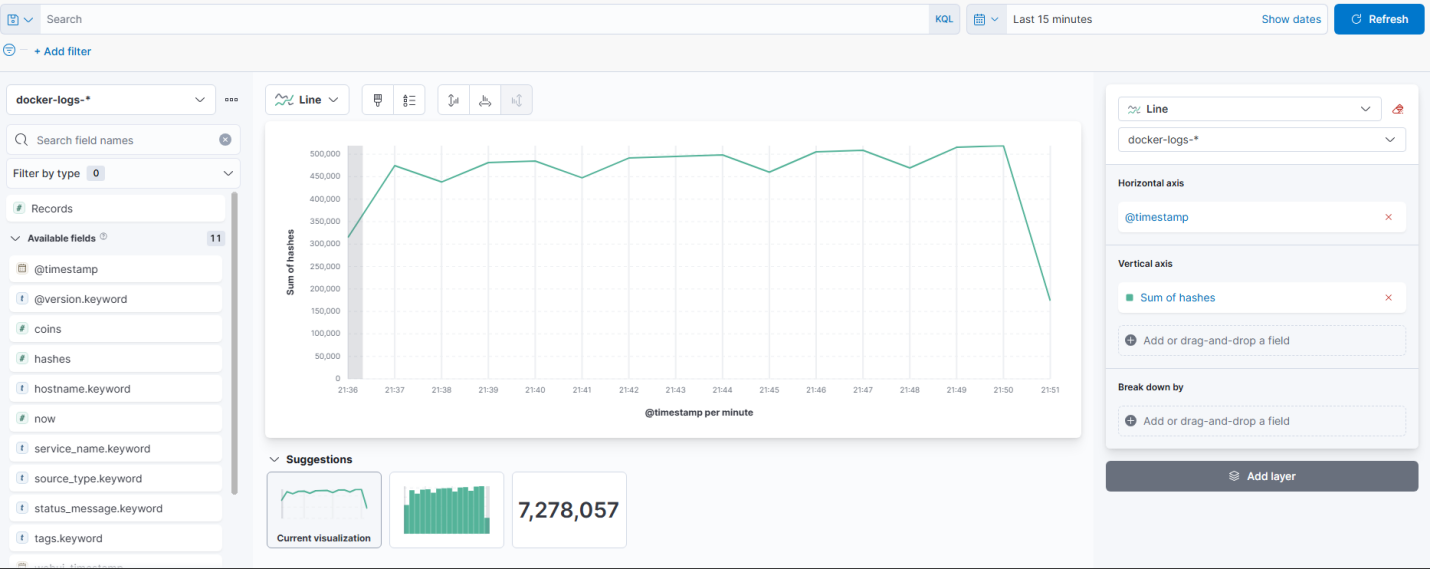 Search
KQL
Last 15 minutes
Show dates
Refresh
+ Add filter
docker-logs-*
Search field names
Filter by type 0
Records
Available fields 11
@timestamp
t @version.keyword
# coins
# hashes
t hostname.keyword
# now
t service_name.keyword
t source_type.keyword
t status_message.keyword
t tags.keyword
Line
500,000
450,000
400,000
350,000
300,000
250,000
200,000
150,000
100,000
50,000
0
Sum of hashes
21:36 21:37 21:38 21:39 21:40 21:41 21:42 21:43 21:44 21:45 21:46 21:47 21:48 21:49 21:50 21:51
@timestamp per minute
Suggestions
Current visualization
7,278,057
Line
docker-logs-*
Horizontal axis
@timestamp
Vertical axis
Sum of hashes
Add or drag-and-drop a field
Break down by
Add or drag-and-drop a field
Add layer